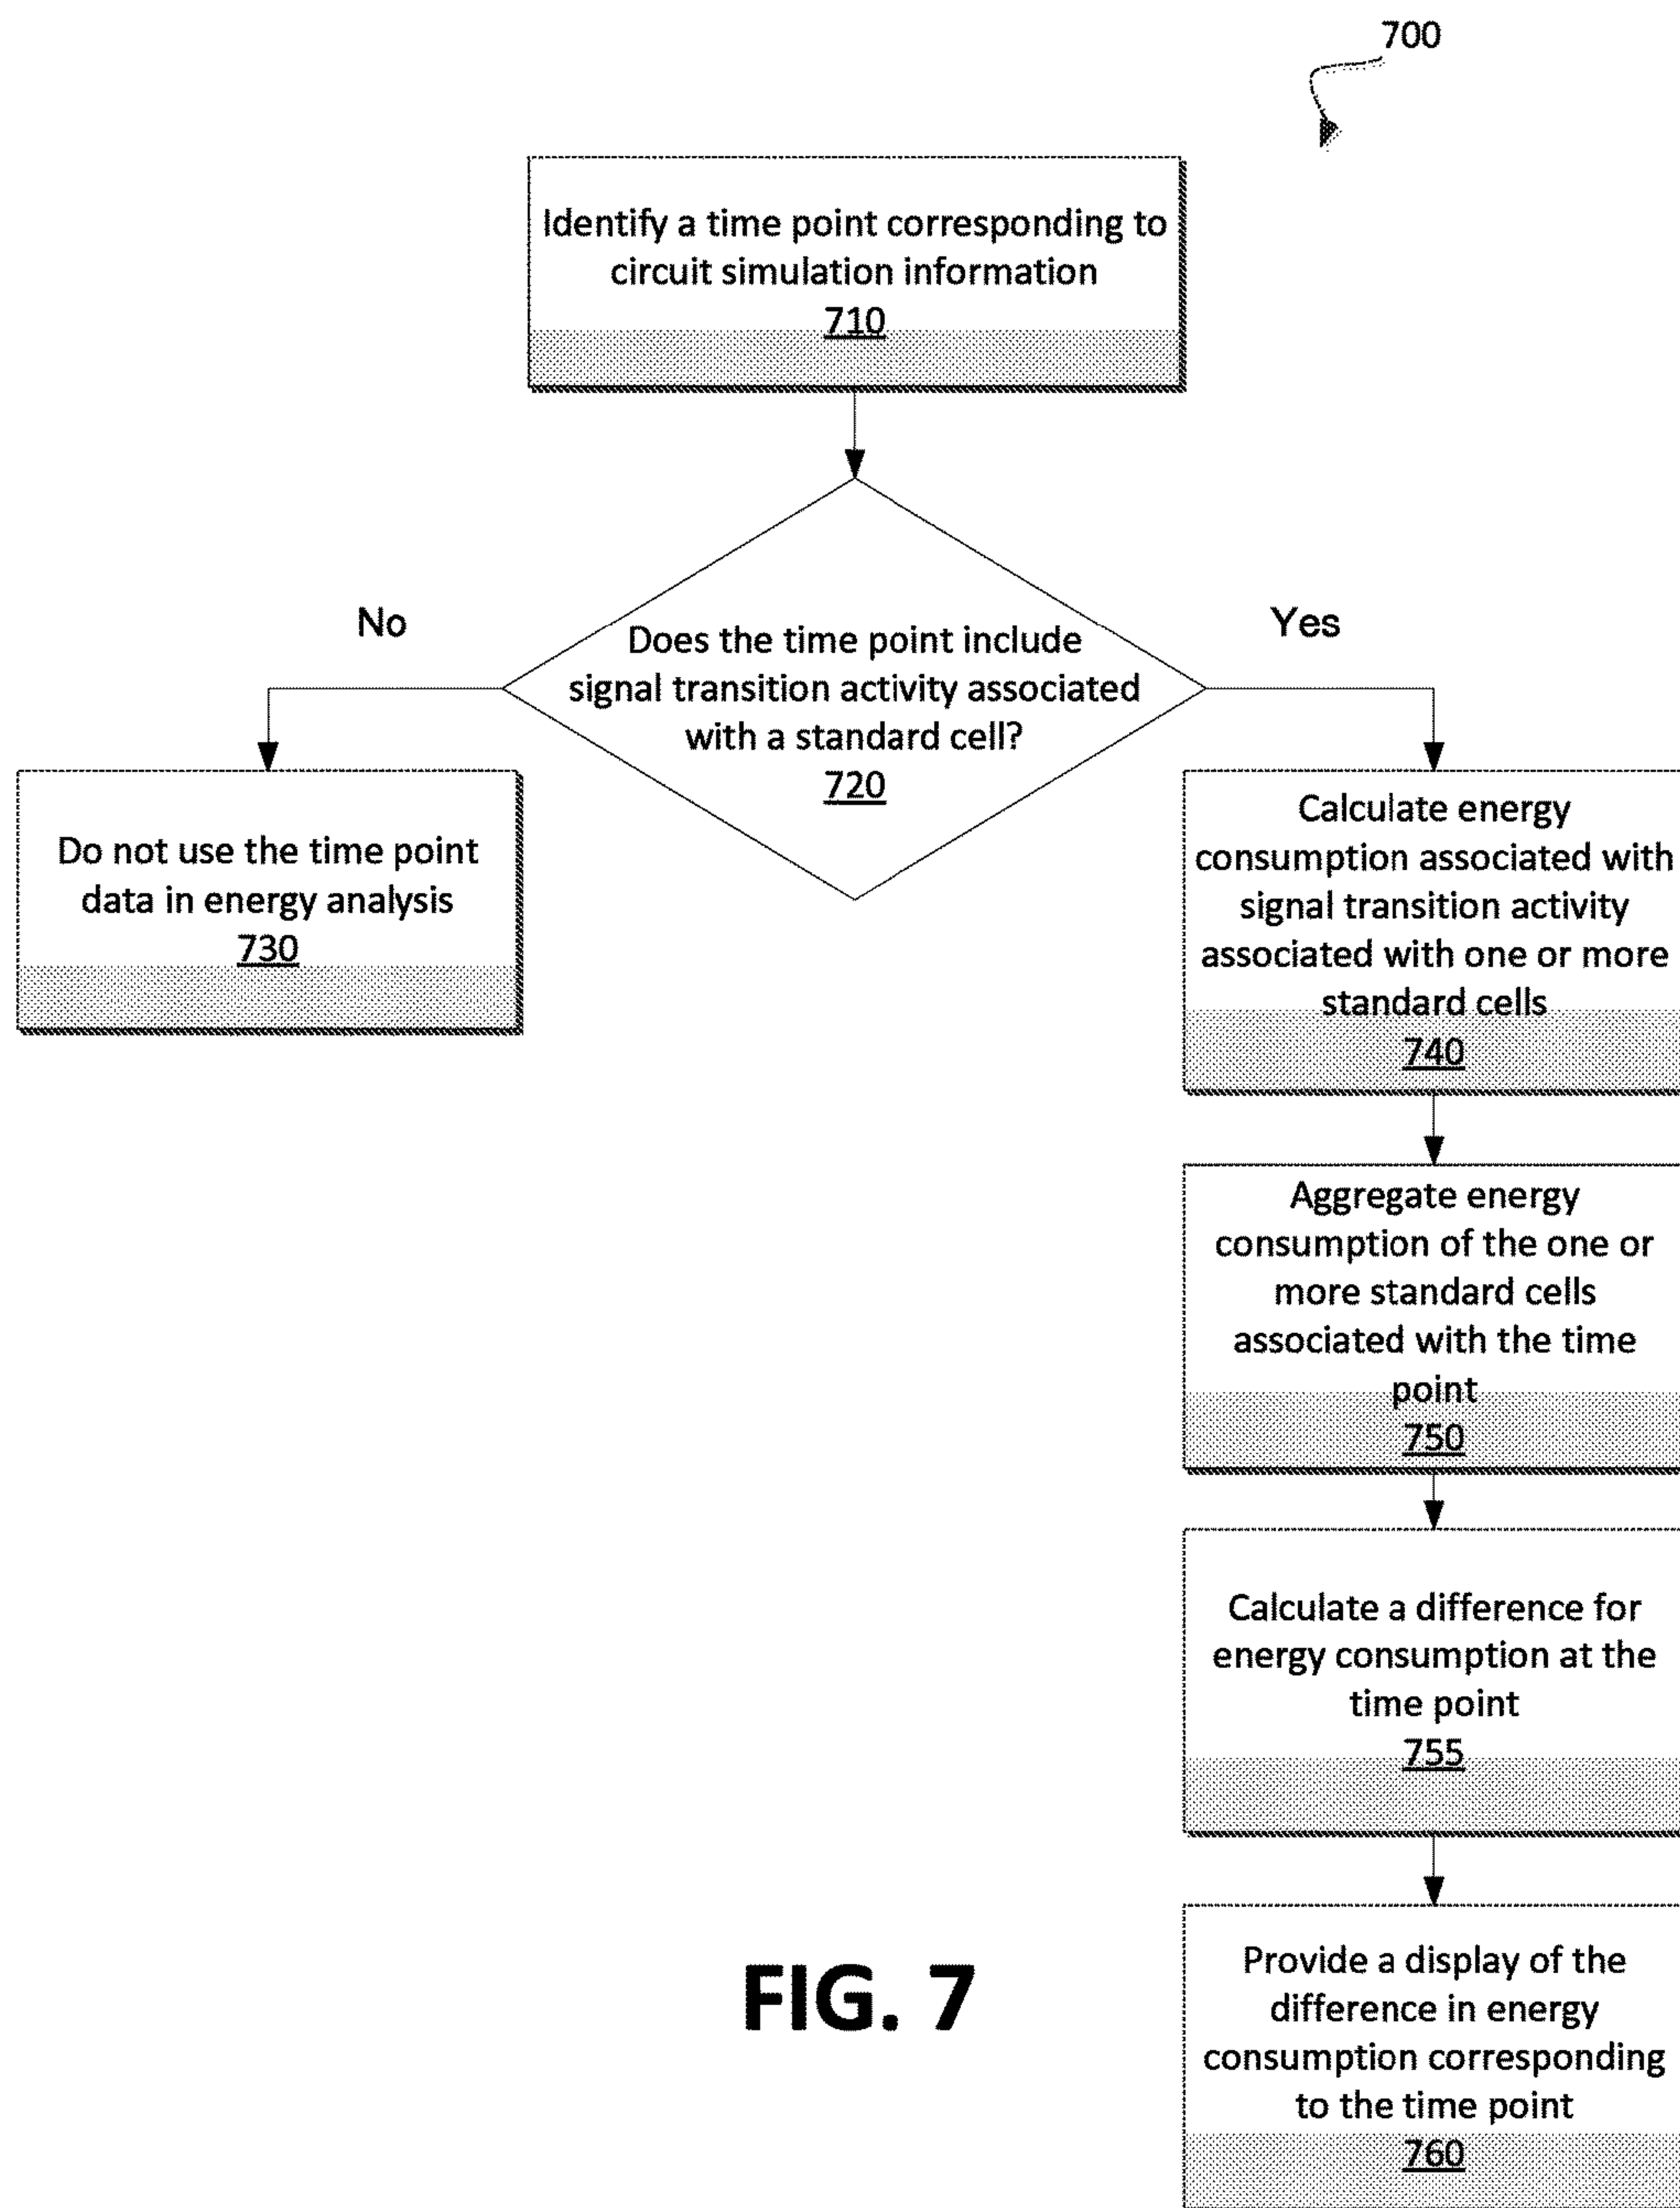 700
Identify a time point corresponding to
circuit simulation information
710
No
Yes
Does the time point include
signal transition activity associated
with a standard cell?
720
Do not use the time point
data in energy analysis
730
Calculate energy
consumption associated with
signal transition activity
associated with one or more
standard cells
740
Aggregate energy
consumption of the one or
more standard cells
associated with the time
point
750
Calculate a difference for
energy consumption at the
time point
755
Provide a display of the
difference in energy
consumption corresponding
to the time point
760
FIG. 7